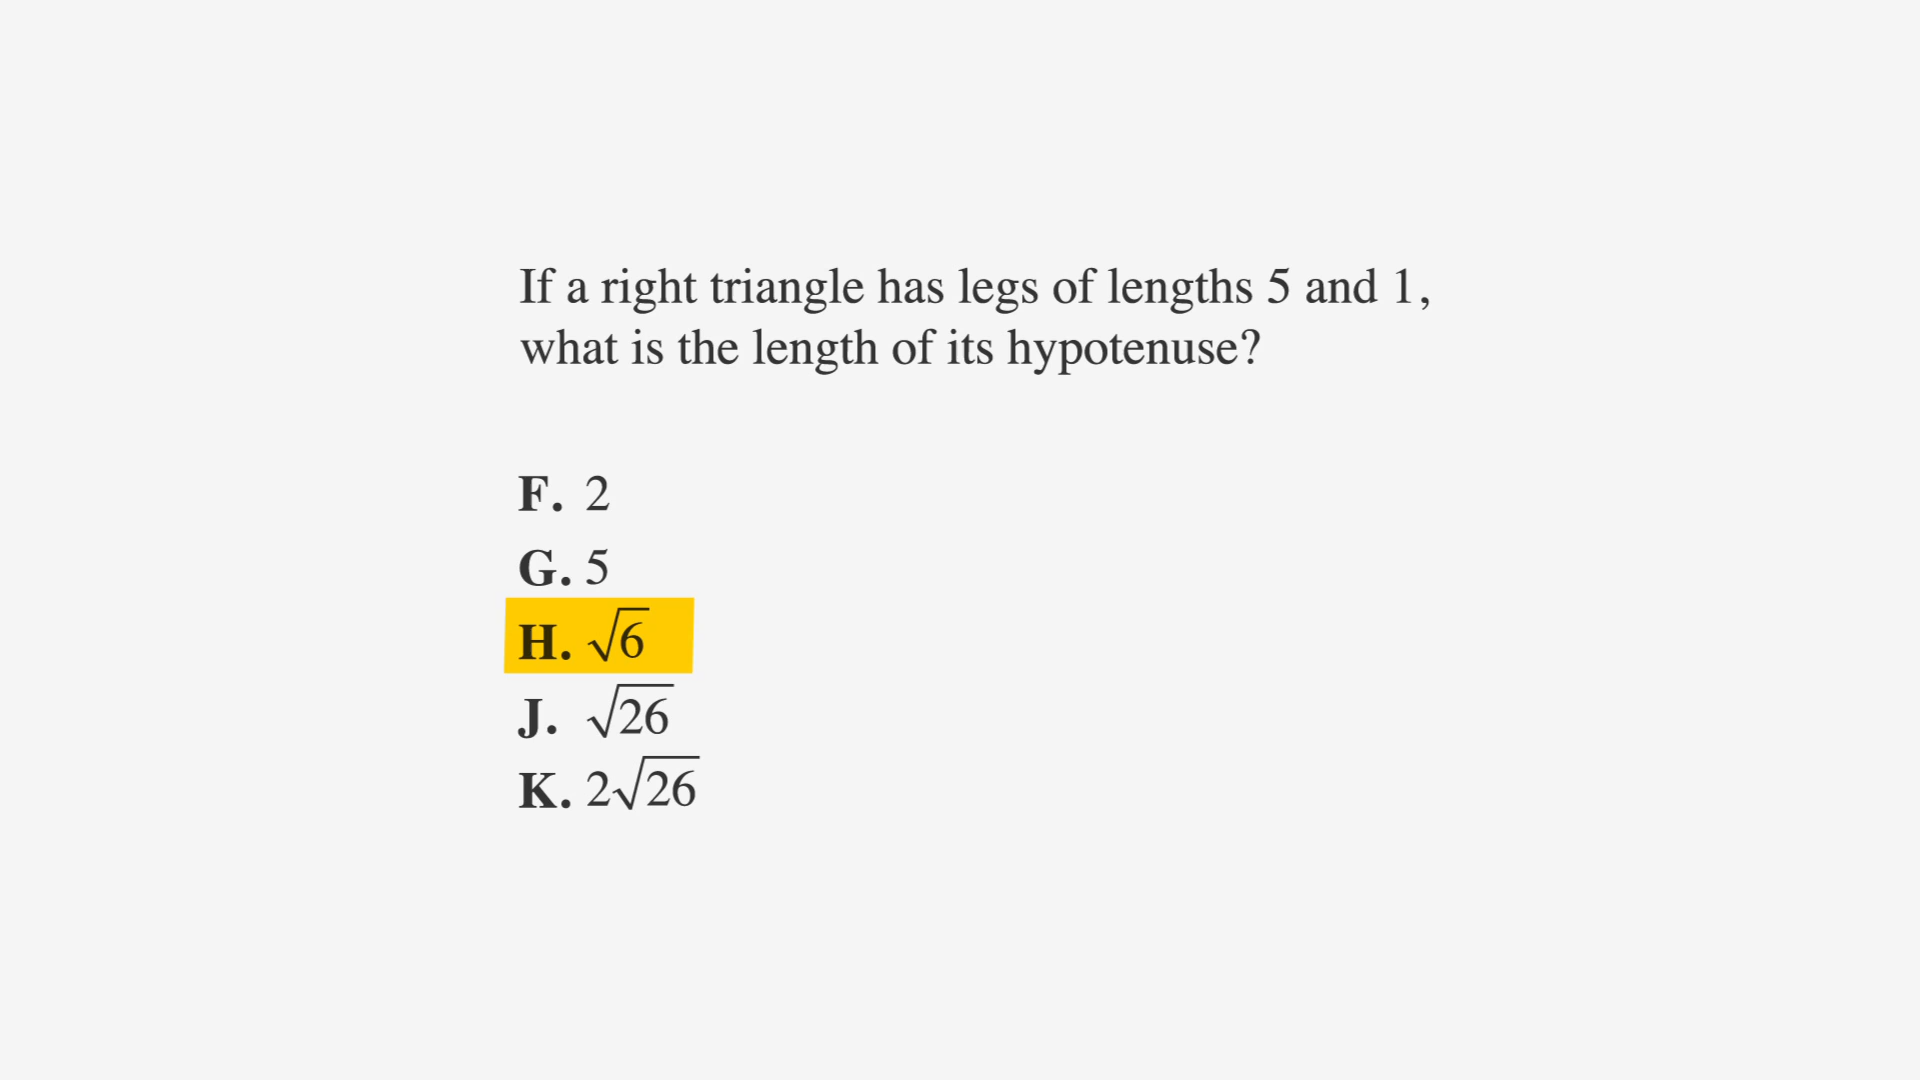 If a right triangle has legs of lengths 5 and 1,
what is the length of its hypotenuse?
F. 2
G. 5
H. √6
J. √26
K. 2√26